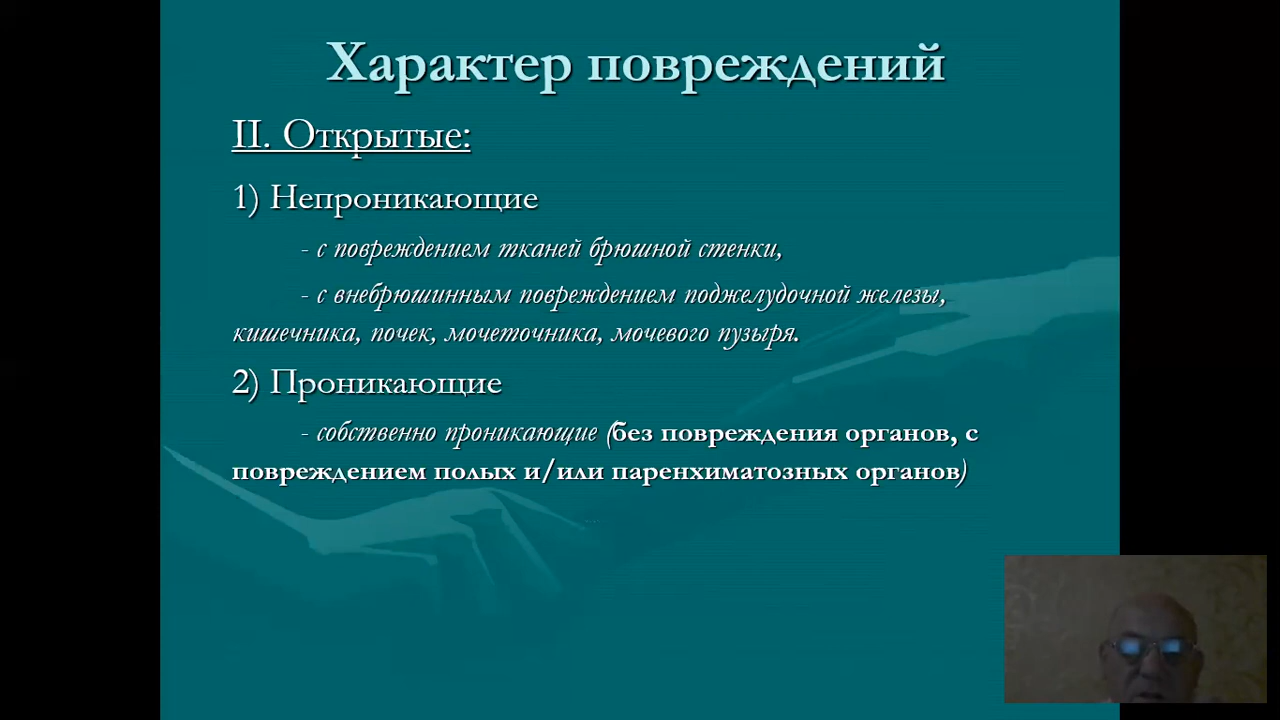 Характер повреждений
II. Открытые:
1) Непроникающие
- с повреждением тканей брюшной стенки,
- с внебрюшинным повреждением поджелудочной железы,
кишечника, почек, мочеточника, мочевого пузыря.
2) Проникающие
- собственно проникающие (без повреждения органов, с
повреждением полых и/или паренхиматозных органов)